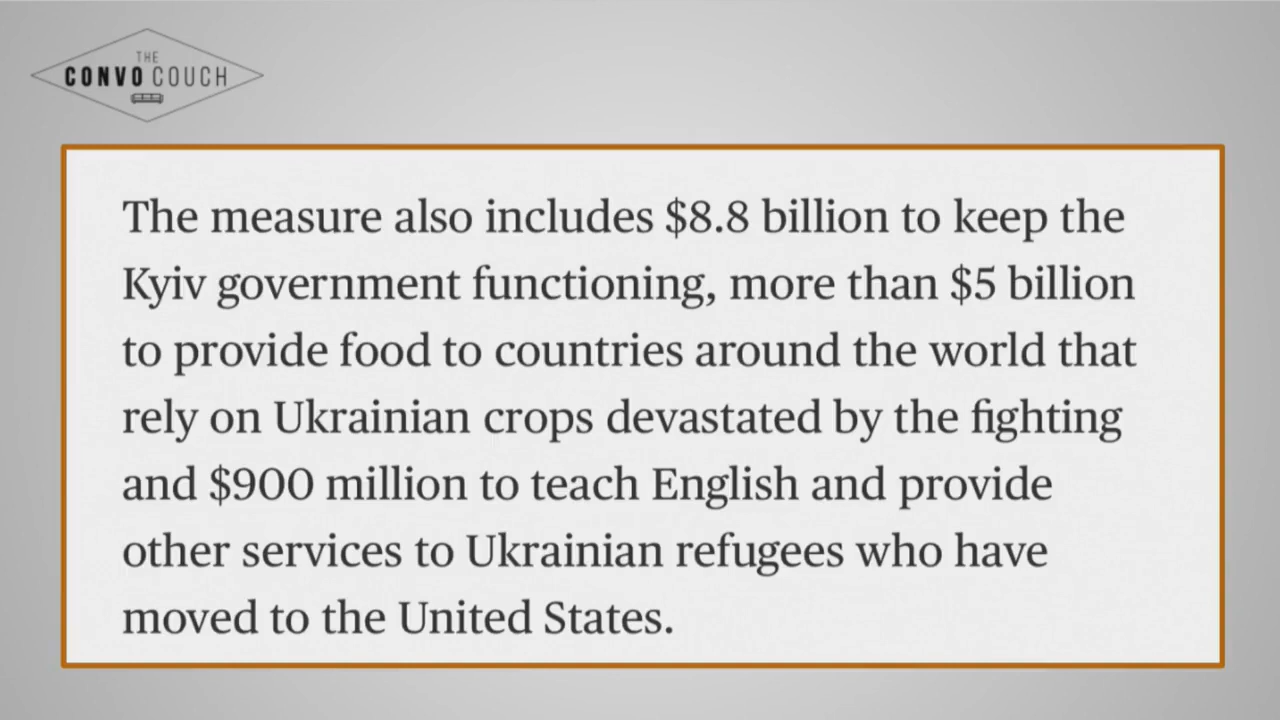 THE
CONVO COUCH
The measure also includes $8.8 billion to keep the
Kyiv government functioning, more than $5 billion
to provide food to countries around the world that
rely on Ukrainian crops devastated by the fighting
and $900 million to teach English and provide
other services to Ukrainian refugees who have
moved to the United States.